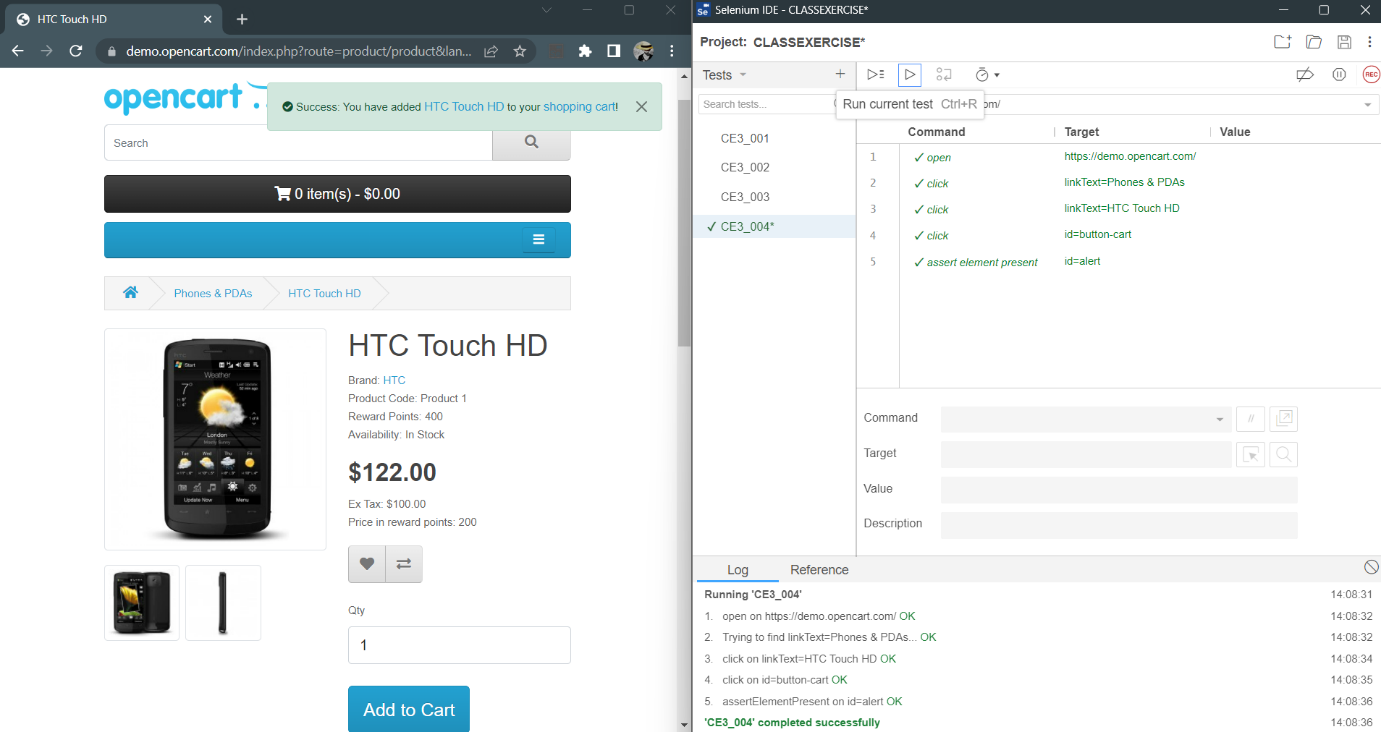 HTC Touch HD
demo.opencart.com/index.php?route=product/product&lan...
opencart
Success: You have added HTC Touch HD to your shopping cart!
Search
0 item(s) - $0.00
Phones & PDAs
HTC Touch HD
HTC Touch HD
Brand: HTC
Product Code: Product 1
Reward Points: 400
Availability: In Stock
$122.00
Ex Tax: $100.00
Price in reward points: 200
Start
Weather
London
Update Now
Menu
Qty
1
Add to Cart
Se
Selenium IDE - CLASSEXERCISE*
Project: CLASSEXERCISE*
Tests
REC
Search tests...
Run current test Ctrl+R
om/
CE3_001
CE3_002
CE3_003
✓ CE3_004*
Command Target Value
1 ✓ open https://demo.opencart.com/
2 ✓ click linkText=Phones & PDAs
3 ✓ click linkText=HTC Touch HD
4 ✓ click id=button-cart
5 ✓ assert element present id=alert
Command
//
Target
Value
Description
Log Reference
Running 'CE3_004' 14:08:31
1. open on https://demo.opencart.com/ OK 14:08:32
2. Trying to find linkText=Phones & PDAs... OK 14:08:32
3. click on linkText=HTC Touch HD OK 14:08:34
4. click on id=button-cart OK 14:08:35
5. assertElementPresent on id=alert OK 14:08:36
'CE3_004' completed successfully 14:08:36